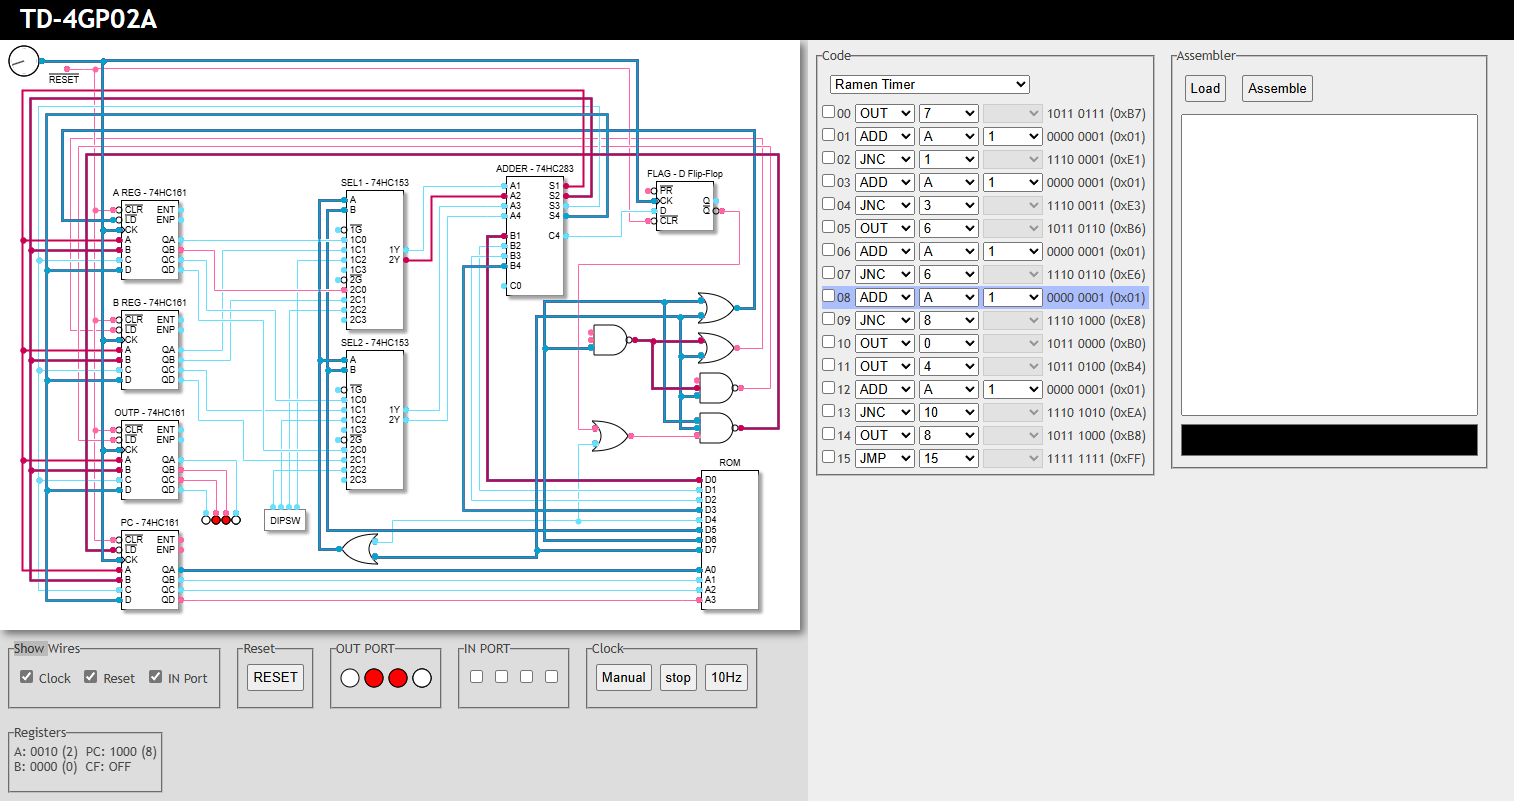 TD-4GP02A
RESET
A REG - 74HC161
CLR ENT
LD ENP
CK
A QA
B QB
C QC
D QD
B REG - 74HC161
CLR ENT
LD ENP
CK
A QA
B QB
C QC
D QD
OUTP - 74HC161
CLR ENT
LD ENP
CK
A QA
B QB
C QC
D QD
PC - 74HC161
CLR ENT
LD ENP
CK
A QA
B QB
C QC
D QD
DIPSW
SEL1 - 74HC153
A
B
1G
1C0
1C1 1Y
1C2 2Y
1C3
2G
2C0
2C1
2C2
2C3
SEL2 - 74HC153
A
B
1G
1C0
1C1 1Y
1C2 2Y
1C3
2G
2C0
2C1
2C2
2C3
ADDER - 74HC283
A1 S1
A2 S2
A3 S3
A4 S4
B1 C4
B2
B3
B4
C0
FLAG - D Flip-Flop
PR
CK Q
D Q
CLR
ROM
D0
D1
D2
D3
D4
D5
D6
D7
A0
A1
A2
A3
Show Wires
Clock Reset IN Port
Reset
RESET
OUT PORT
IN PORT
Clock
Manual stop 10Hz
Registers
A: 0010 (2) PC: 1000 (8)
B: 0000 (0) CF: OFF
Code
Ramen Timer
00 OUT 7 1011 0111 (0xB7)
01 ADD A 1 0000 0001 (0x01)
02 JNC 1 1110 0001 (0xE1)
03 ADD A 1 0000 0001 (0x01)
04 JNC 3 1110 0011 (0xE3)
05 OUT 6 1011 0110 (0xB6)
06 ADD A 1 0000 0001 (0x01)
07 JNC 6 1110 0110 (0xE6)
08 ADD A 1 0000 0001 (0x01)
09 JNC 8 1110 1000 (0xE8)
10 OUT 0 1011 0000 (0xB0)
11 OUT 4 1011 0100 (0xB4)
12 ADD A 1 0000 0001 (0x01)
13 JNC 10 1110 1010 (0xEA)
14 OUT 8 1011 1000 (0xB8)
15 JMP 15 1111 1111 (0xFF)
Assembler
Load Assemble